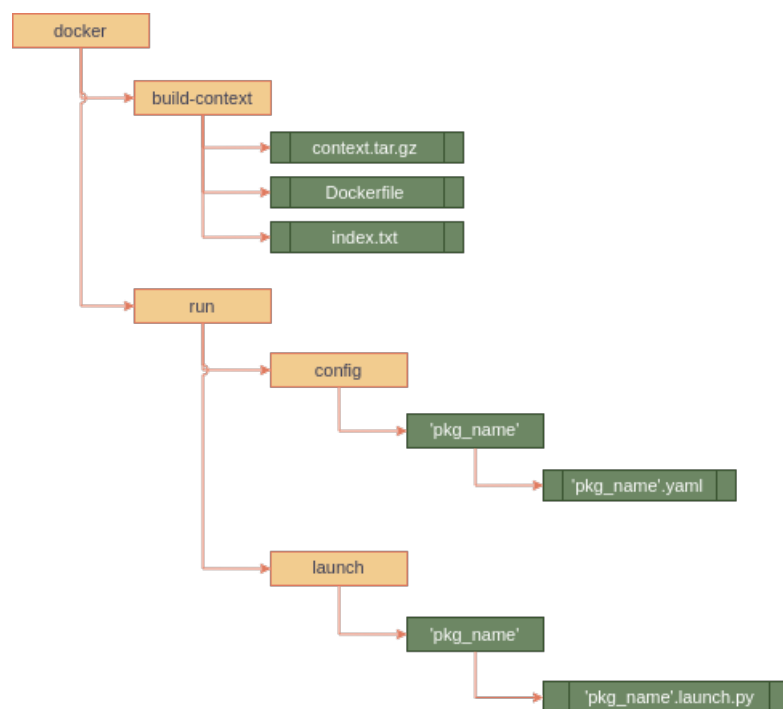 docker
build-context
context.tar.gz
Dockerfile
index.txt
run
config
'pkg_name'
'pkg_name'.yaml
launch
'pkg_name'
'pkg_name'.launch.py